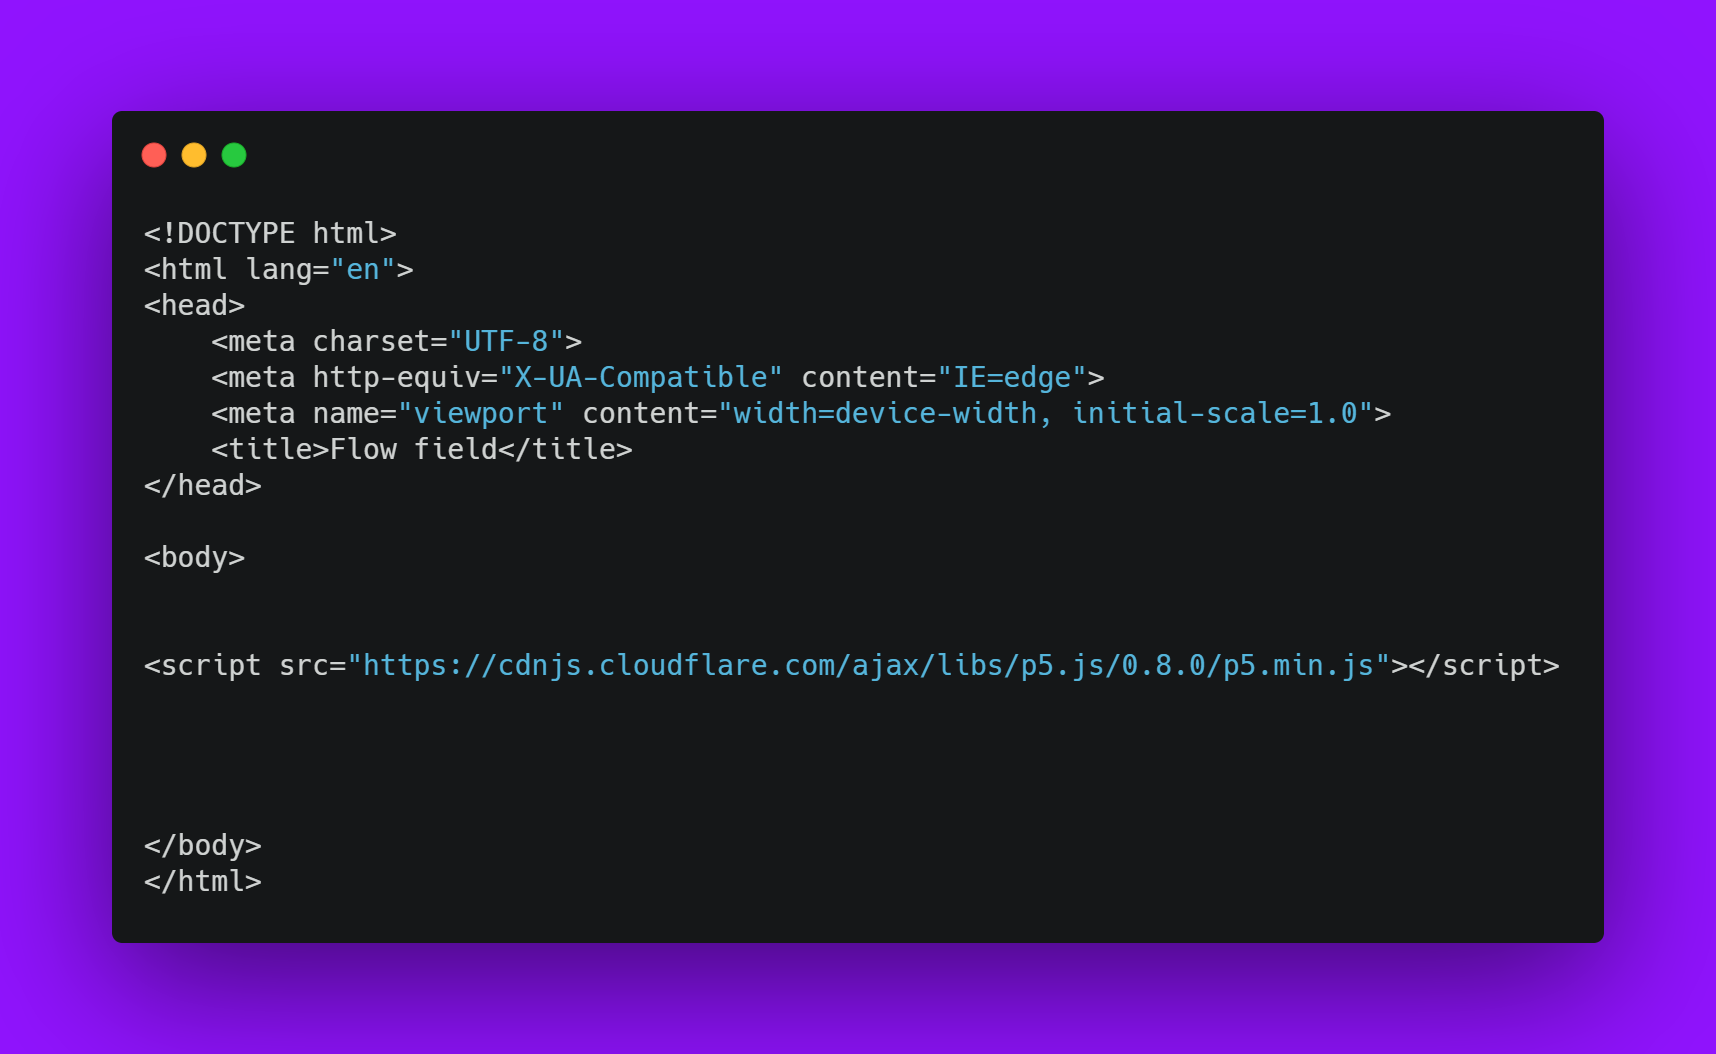 <!DOCTYPE html>
<html lang="en">
<head>
    <meta charset="UTF-8">
    <meta http-equiv="X-UA-Compatible" content="IE=edge">
    <meta name="viewport" content="width=device-width, initial-scale=1.0">
    <title>Flow field</title>
</head>
<body>
<script src="https://cdnjs.cloudflare.com/ajax/libs/p5.js/0.8.0/p5.min.js"></script>
</body>
</html>